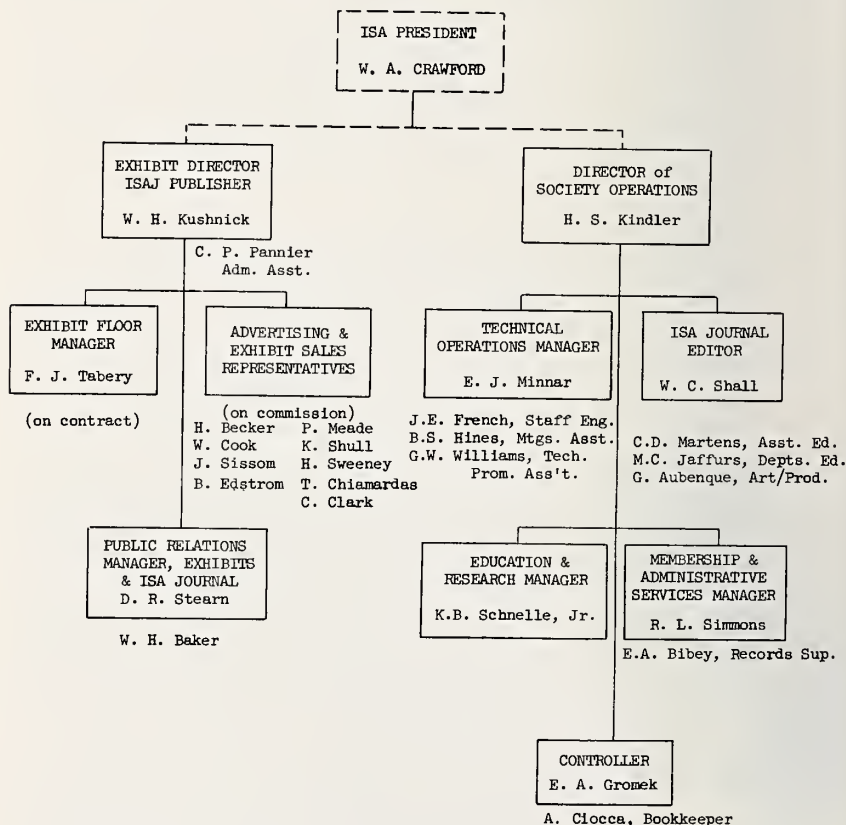 ISA PRESIDENT
W. A. CRAWFORD
EXHIBIT DIRECTOR
ISAJ PUBLISHER
W. H. Kushnick
DIRECTOR of
SOCIETY OPERATIONS
H. S. Kindler
C. P. Pannier
Adm. Asst.
EXHIBIT FLOOR
MANAGER
F. J. Tabery
(on contract)
ADVERTISING &
EXHIBIT SALES
REPRESENTATIVES
(on commission)
H. Becker P. Meade
W. Cook K. Shull
J. Sissom H. Sweeney
B. Edstrom T. Chiamardas
C. Clark
TECHNICAL
OPERATIONS MANAGER
E. J. Minnar
J.E. French, Staff Eng.
B.S. Hines, Mtgs. Asst.
G.W. Williams, Tech.
Prom. Ass't.
ISA JOURNAL
EDITOR
W. C. Shall
C.D. Martens, Asst. Ed.
M.C. Jaffurs, Depts. Ed.
G. Aubenque, Art/Prod.
PUBLIC RELATIONS
MANAGER, EXHIBITS
& ISA JOURNAL
D. R. Stearn
W. H. Baker
EDUCATION &
RESEARCH MANAGER
K.B. Schnelle, Jr.
MEMBERSHIP &
ADMINISTRATIVE
SERVICES MANAGER
R. L. Simmons
E.A. Bibey, Records Sup.
CONTROLLER
E. A. Gromek
A. Ciocca, Bookkeeper